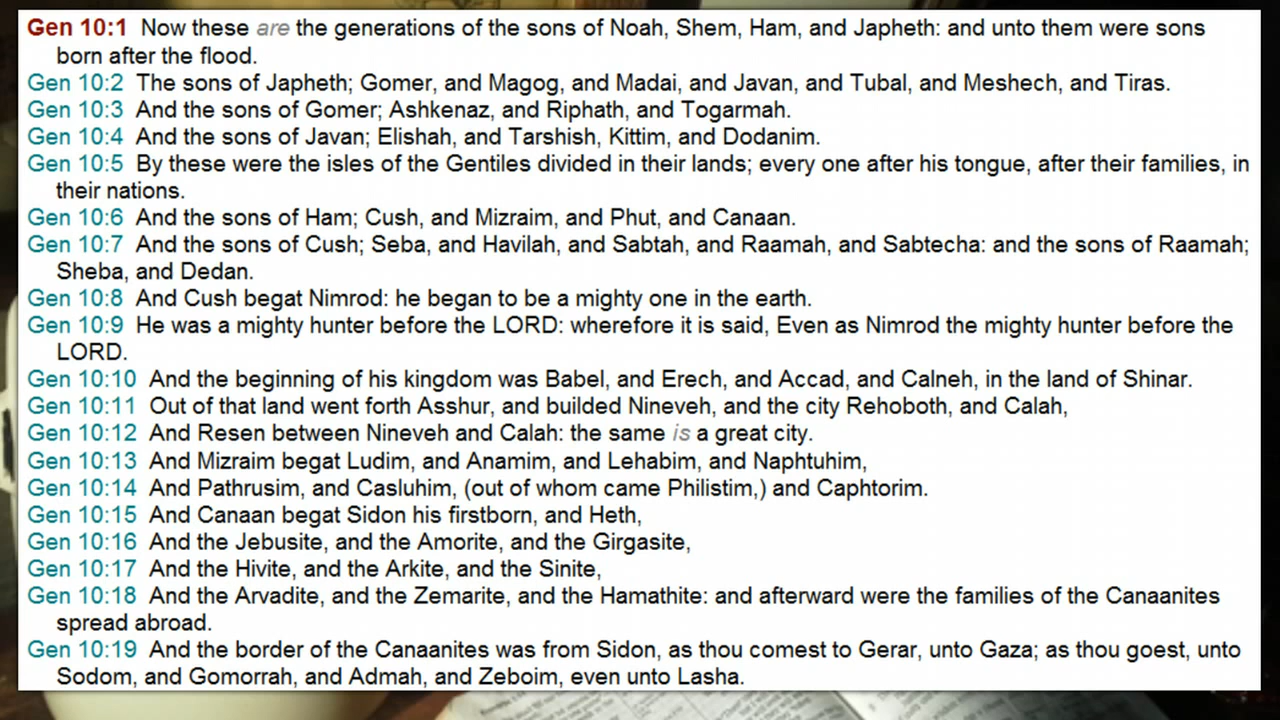 Gen 10:1 Now these are the generations of the sons of Noah, Shem, Ham, and Japheth: and unto them were sons
born after the flood.
Gen 10:2 The sons of Japheth; Gomer, and Magog, and Madai, and Javan, and Tubal, and Meshech, and Tiras.
Gen 10:3 And the sons of Gomer; Ashkenaz, and Riphath, and Togarmah.
Gen 10:4 And the sons of Javan; Elishah, and Tarshish, Kittim, and Dodanim.
Gen 10:5 By these were the isles of the Gentiles divided in their lands; every one after his tongue, after their families, in
their nations.
Gen 10:6 And the sons of Ham; Cush, and Mizraim, and Phut, and Canaan.
Gen 10:7 And the sons of Cush; Seba, and Havilah, and Sabtah, and Raamah, and Sabtecha: and the sons of Raamah;
Sheba, and Dedan.
Gen 10:8 And Cush begat Nimrod: he began to be a mighty one in the earth.
Gen 10:9 He was a mighty hunter before the LORD: wherefore it is said, Even as Nimrod the mighty hunter before the
LORD.
Gen 10:10 And the beginning of his kingdom was Babel, and Erech, and Accad, and Calneh, in the land of Shinar.
Gen 10:11 Out of that land went forth Asshur, and builded Nineveh, and the city Rehoboth, and Calah,
Gen 10:12 And Resen between Nineveh and Calah: the same is a great city.
Gen 10:13 And Mizraim begat Ludim, and Anamim, and Lehabim, and Naphtuhim,
Gen 10:14 And Pathrusim, and Casluhim, (out of whom came Philistim,) and Caphtorim.
Gen 10:15 And Canaan begat Sidon his firstborn, and Heth,
Gen 10:16 And the Jebusite, and the Amorite, and the Girgasite,
Gen 10:17 And the Hivite, and the Arkite, and the Sinite,
Gen 10:18 And the Arvadite, and the Zemarite, and the Hamathite: and afterward were the families of the Canaanites
spread abroad.
Gen 10:19 And the border of the Canaanites was from Sidon, as thou comest to Gerar, unto Gaza; as thou goest, unto
Sodom, and Gomorrah, and Admah, and Zeboim, even unto Lasha.